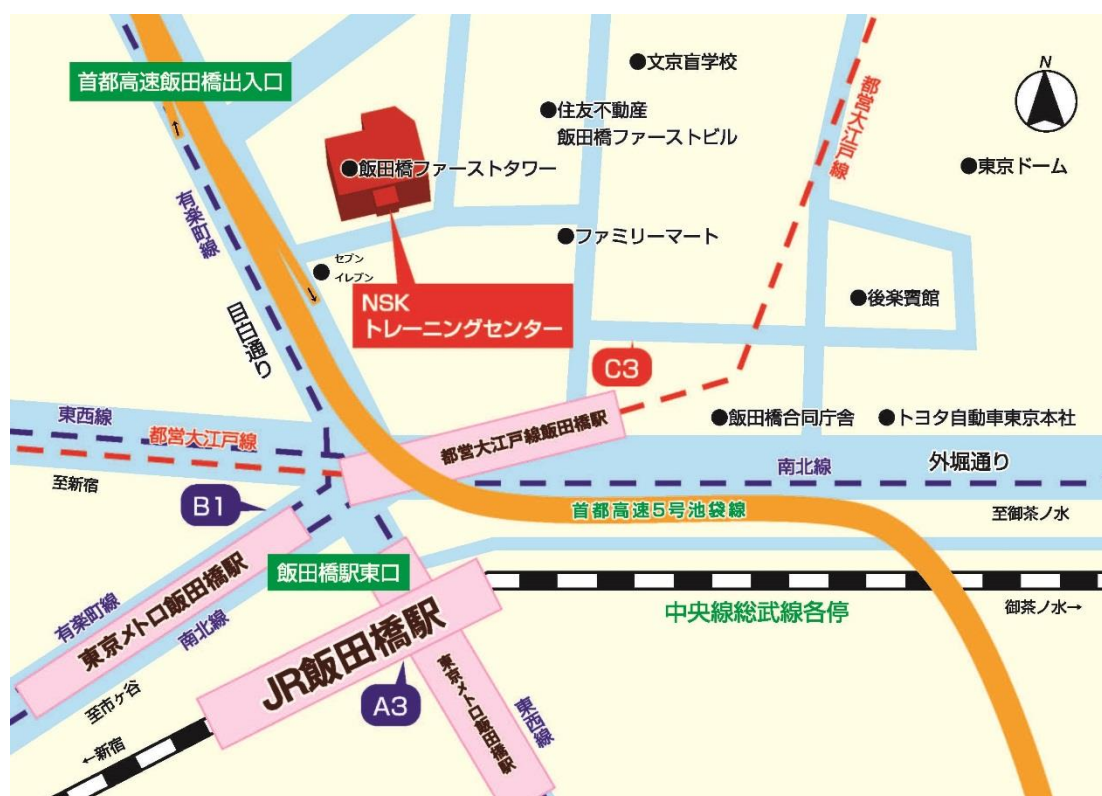 首都高速飯田橋出入口
●文京盲学校
N
●住友不動産
飯田橋ファーストビル
都営大江戸線
●飯田橋ファーストタワー
●東京ドーム
有楽町線
●ファミリーマート
セブン
イレブン
NSK
トレーニングセンター
●後楽賓館
目白通り
C3
東西線
都営大江戸線
都営大江戸線飯田橋駅
●飯田橋合同庁舎
●トヨタ自動車東京本社
至新宿
南北線
外堀通り
B1
首都高速5号池袋線
至御茶ノ水
飯田橋駅東口
東京メトロ飯田橋駅
有楽町線
南北線
中央線総武線各停
御茶ノ水→
JR飯田橋駅
至市ヶ谷
A3
東京メトロ飯田橋駅
東西線
←新宿